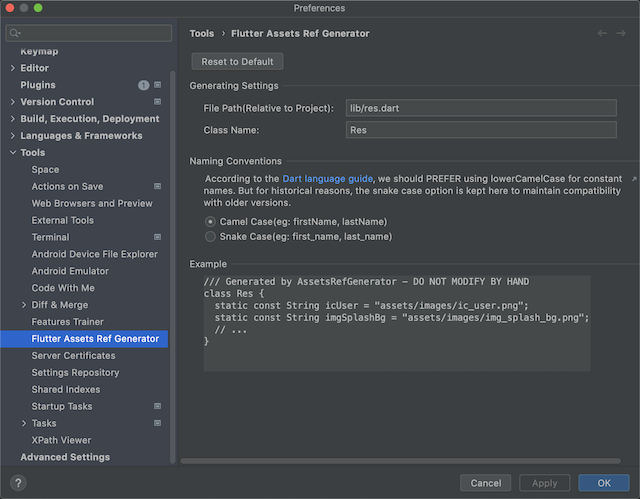 Preferences
Keymap
Editor
Plugins 1
Version Control
Build, Execution, Deployment
Languages & Frameworks
Tools
Space
Actions on Save
Web Browsers and Preview
External Tools
Terminal
Android Device File Explorer
Android Emulator
Code With Me
Diff & Merge
Features Trainer
Flutter Assets Ref Generator
Server Certificates
Settings Repository
Shared Indexes
Startup Tasks
Tasks
XPath Viewer
Advanced Settings
Tools › Flutter Assets Ref Generator
Reset to Default
Generating Settings
File Path(Relative to Project): lib/res.dart
Class Name: Res
Naming Conventions
According to the Dart language guide, we should PREFER using lowerCamelCase for constant
names. But for historical reasons, the snake case option is kept here to maintain compatibility
with older versions.
Camel Case(eg: firstName, lastName)
Snake Case(eg: first_name, last_name)
Example
/// Generated by AssetsRefGenerator – DO NOT MODIFY BY HAND
class Res {
  static const String icUser = "assets/images/ic_user.png";
  static const String imgSplashBg = "assets/images/img_splash_bg.png";
  // ...
}
?
Cancel
Apply
OK